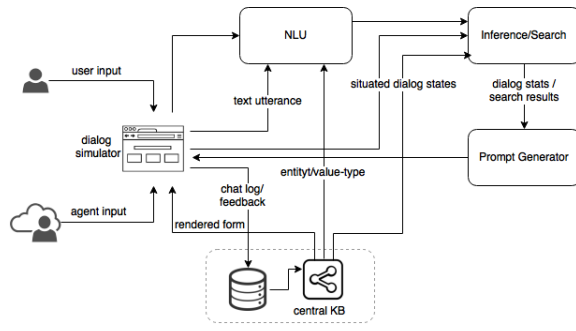 NLU
Inference/Search
user input
situated dialog states
dialog stats /
search results
text utterance
dialog
simulator
Prompt Generator
entityt/value-type
chat log/
feedback
agent input
rendered form
central KB